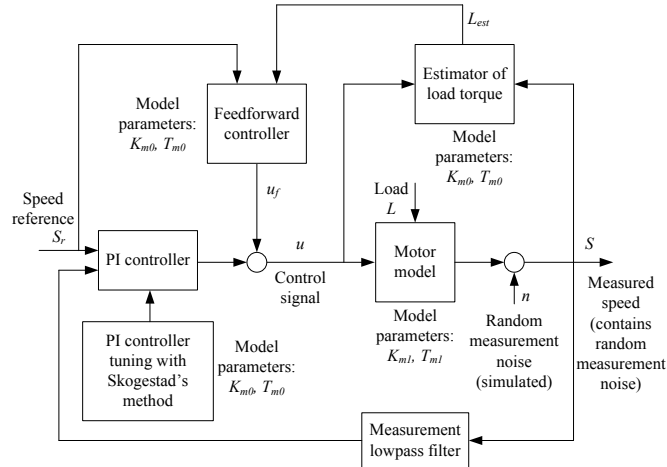 L_est
Estimator of
load torque
Feedforward
controller
Model
parameters:
K_m0, T_m0
Model
parameters:
K_m0, T_m0
Speed
reference
S_r
u_f
Load
L
u
Control
signal
PI controller
Motor
model
S
n
Measured
speed
(contains
random
measurement
noise)
Random
measurement
noise
(simulated)
Model
parameters:
K_m1, T_m1
PI controller
tuning with
Skogestad’s
method
Model
parameters:
K_m0, T_m0
Measurement
lowpass filter